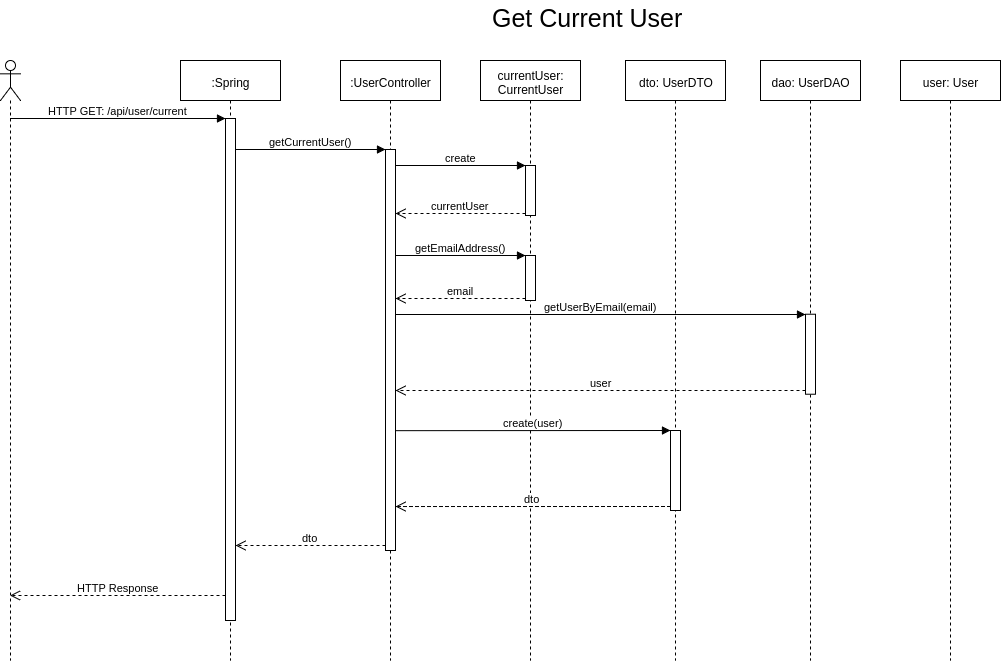 Get Current User
:Spring
:UserController
currentUser:
CurrentUser
dto: UserDTO
dao: UserDAO
user: User
HTTP GET: /api/user/current
getCurrentUser()
create
currentUser
getEmailAddress()
email
getUserByEmail(email)
user
create(user)
dto
dto
HTTP Response